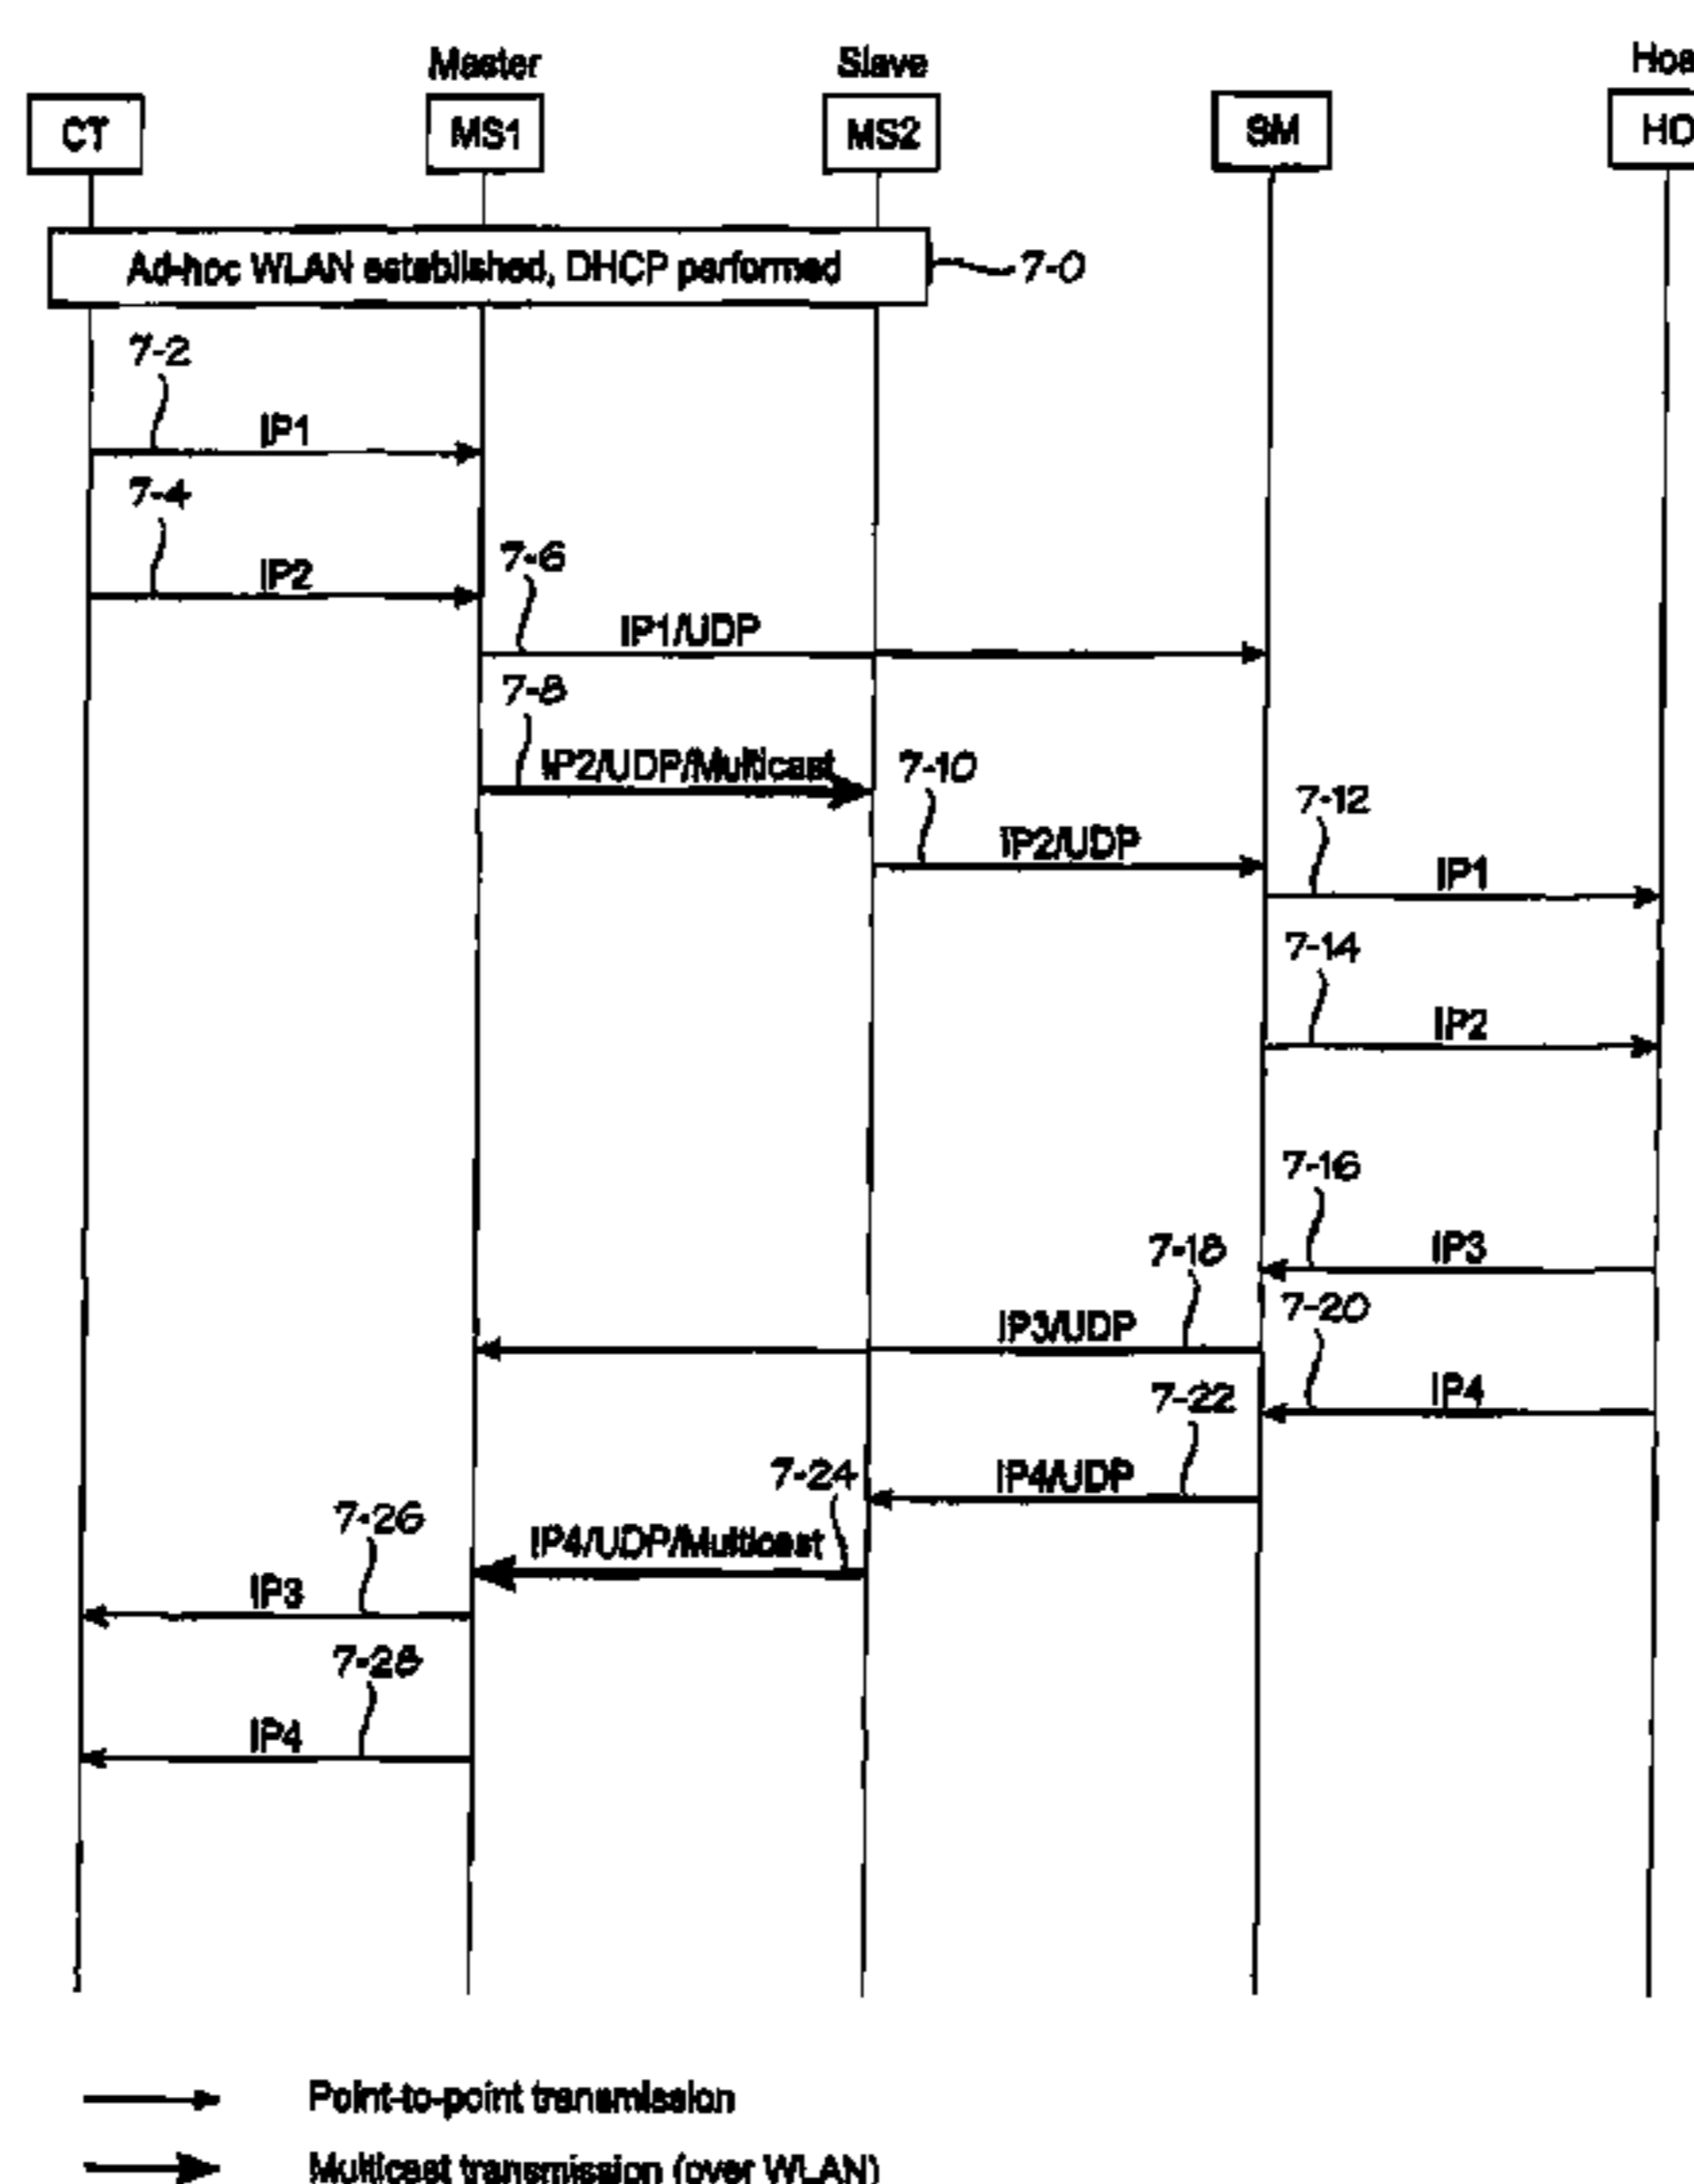 Master Slave
CT MS1 MS2 SM
Ad-hoc WLAN established, DHCP performed 7-0
7-2
IP1
7-4
IP2
7-6
IP1/UDP
7-8
IP2/UDP/Multicast
7-10
IP2/UDP
7-12
IP1
7-14
IP2
7-16
IP3
7-18
IP3/UDP
7-20
IP4
7-22
IP4/UDP
7-24
IP4/UDP/Multicast
7-26
IP3
7-28
IP4
Point-to-point transmission
Multicast transmission (over WLAN)